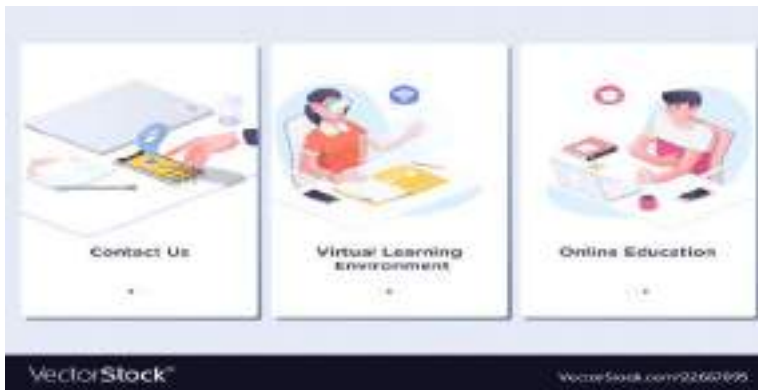 Contact Us
Virtual Learning
Environment
Online Education
VectorStock®